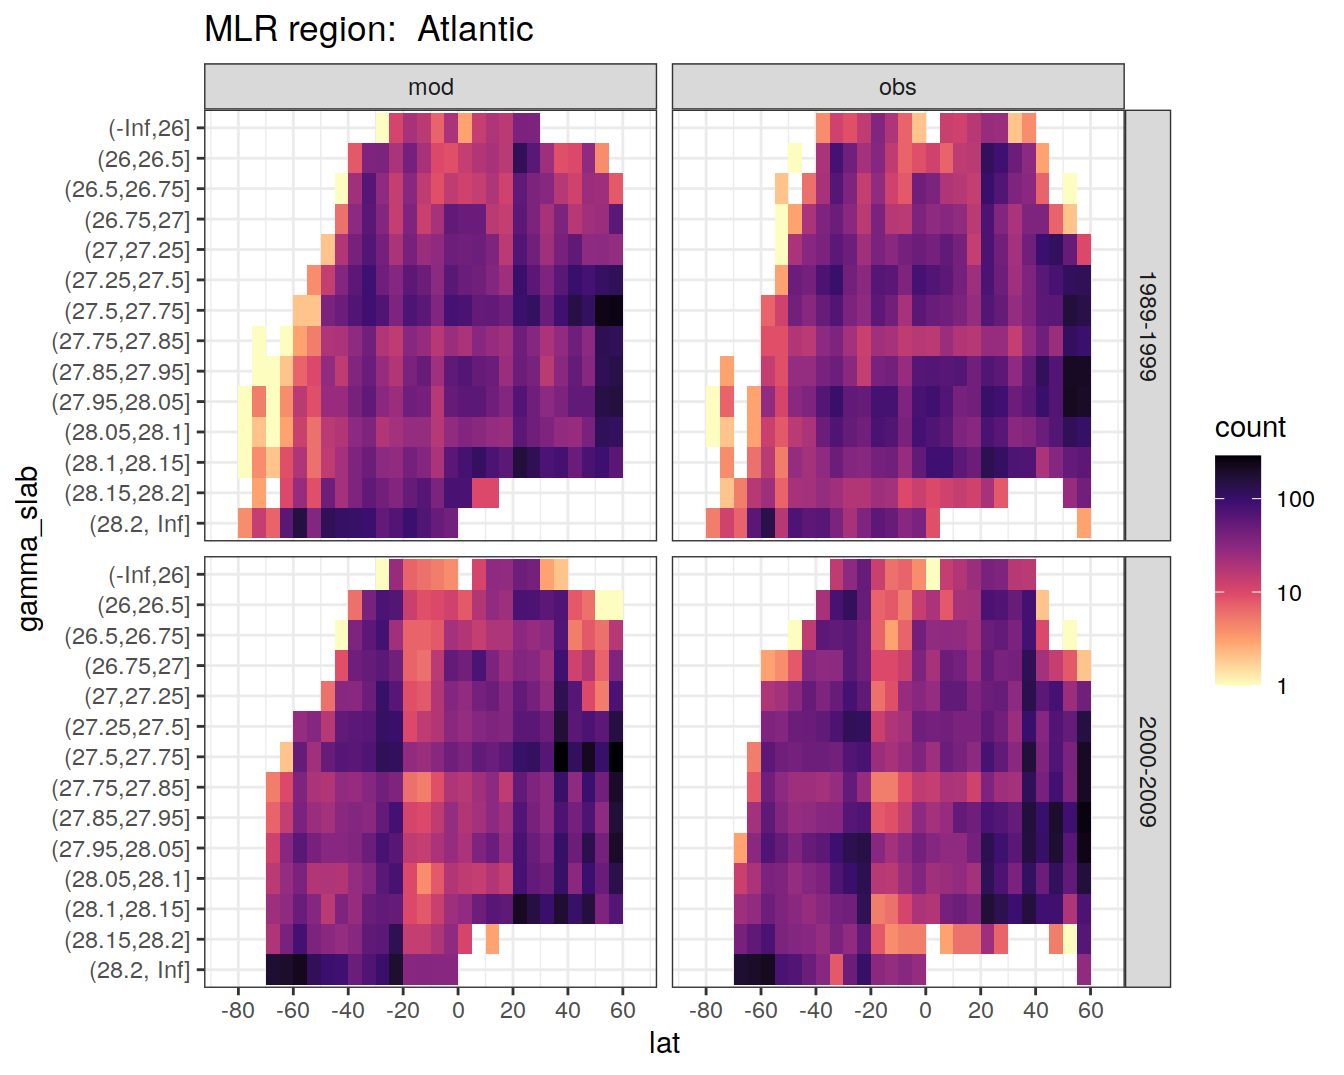 MLR region:  Atlantic
mod
obs
(-Inf,26]
(26,26.5]
(26.5,26.75]
(26.75,27]
(27,27.25]
(27.25,27.5]
(27.5,27.75]
(27.75,27.85]
(27.85,27.95]
(27.95,28.05]
(28.05,28.1]
(28.1,28.15]
(28.15,28.2]
(28.2, Inf]
1989-1999
(-Inf,26]
(26,26.5]
(26.5,26.75]
(26.75,27]
(27,27.25]
(27.25,27.5]
(27.5,27.75]
(27.75,27.85]
(27.85,27.95]
(27.95,28.05]
(28.05,28.1]
(28.1,28.15]
(28.15,28.2]
(28.2, Inf]
2000-2009
gamma_slab
-80 -60 -40 -20 0 20 40 60
-80 -60 -40 -20 0 20 40 60
lat
count
100
10
1